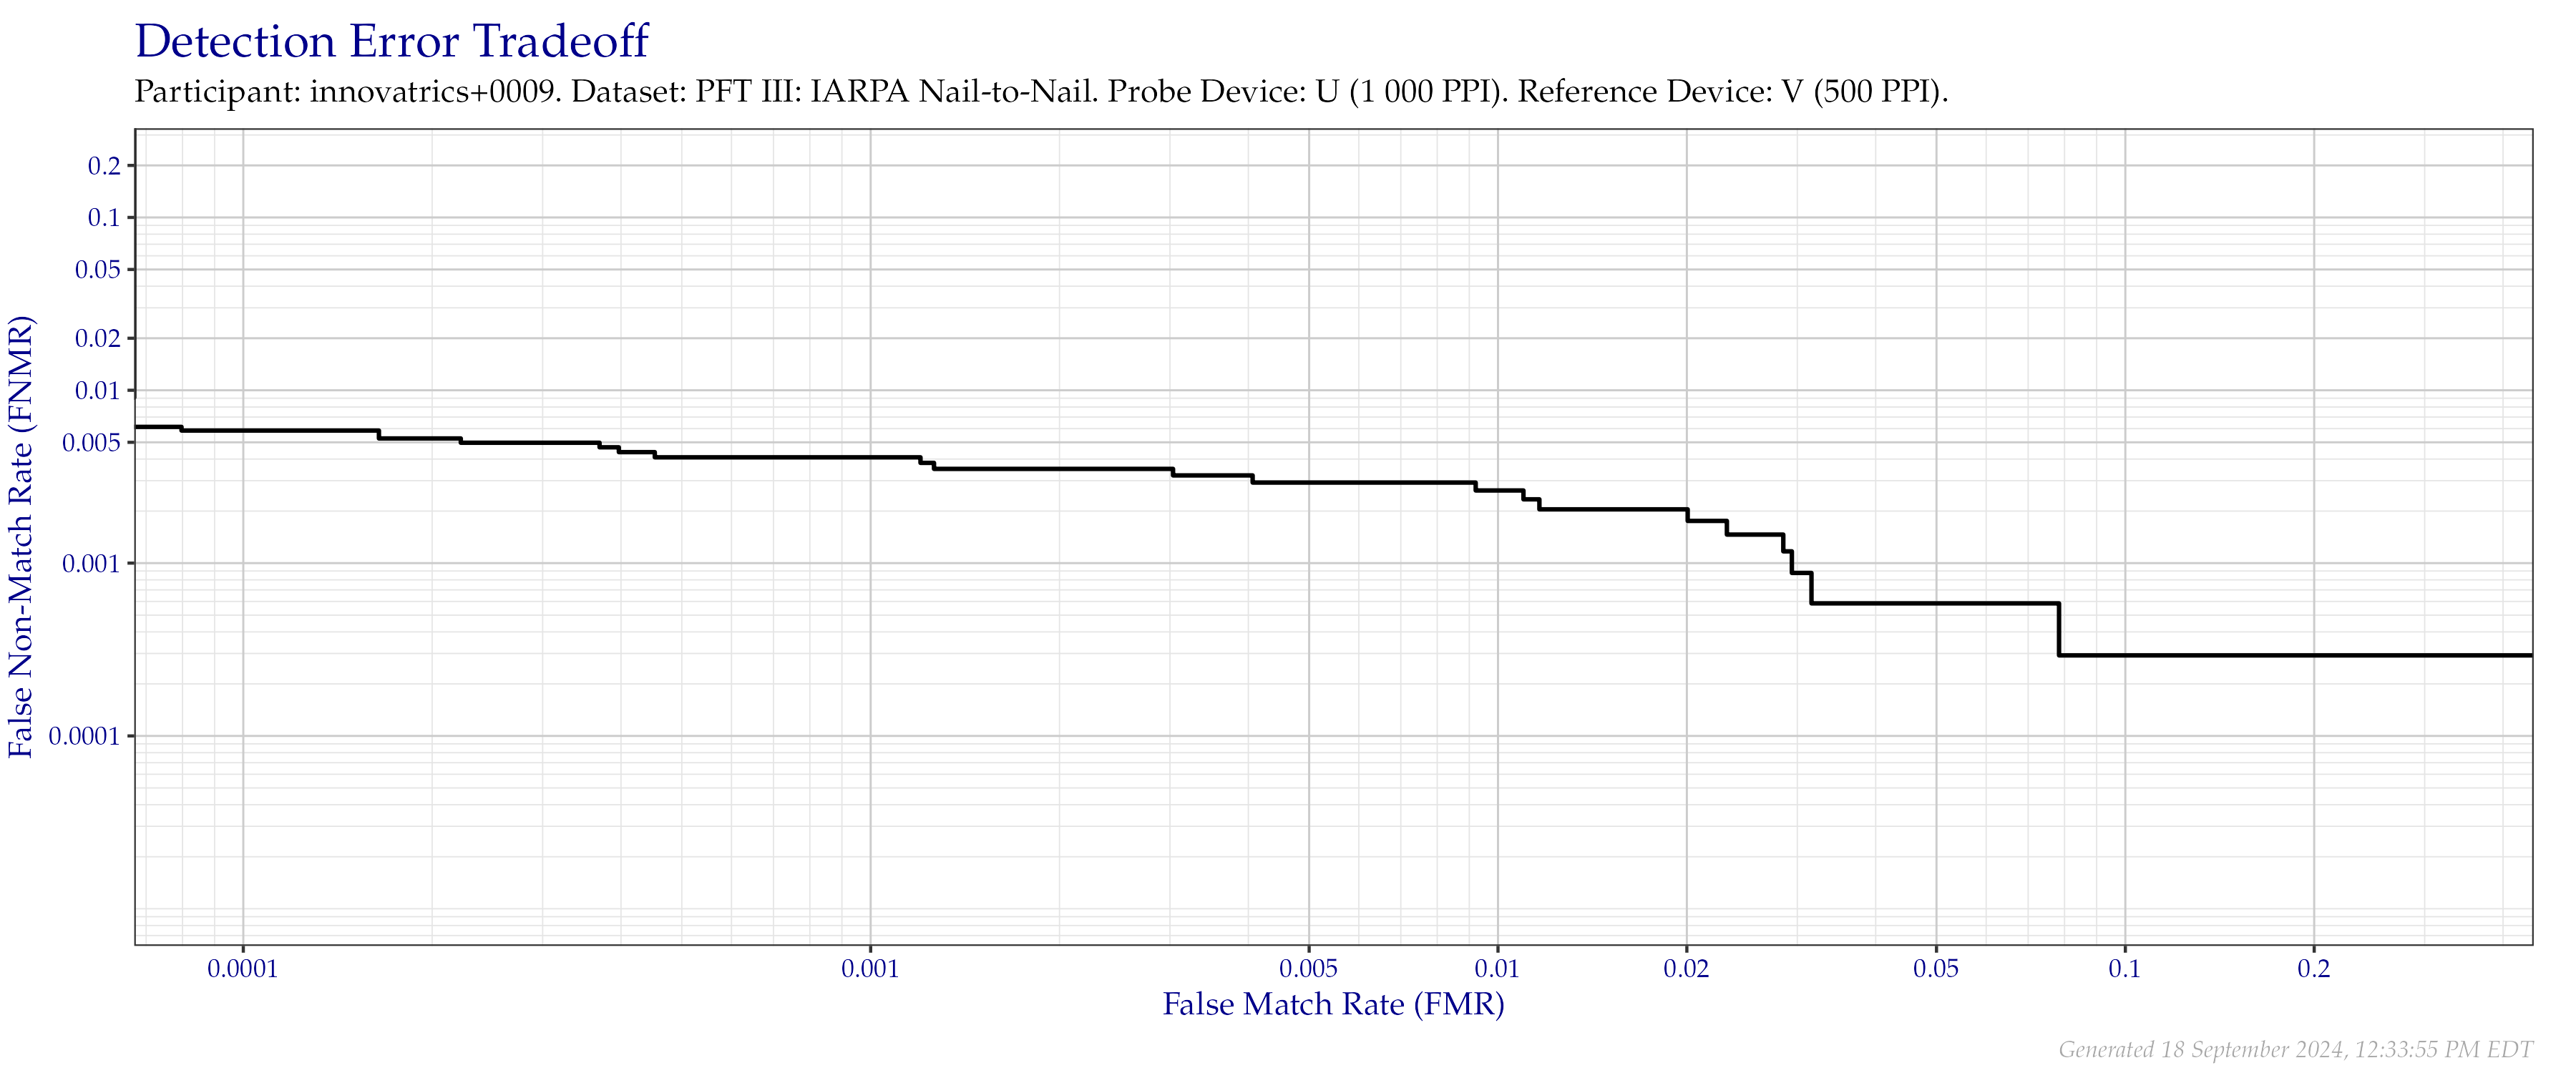 Detection Error Tradeoff
Participant: innovatrics+0009. Dataset: PFT III: IARPA Nail-to-Nail. Probe Device: U (1 000 PPI). Reference Device: V (500 PPI).
False Non-Match Rate (FNMR)
0.2
0.1
0.05
0.02
0.01
0.005
0.001
0.0001
0.0001 0.001 0.005 0.01 0.02 0.05 0.1 0.2
False Match Rate (FMR)
Generated 18 September 2024, 12:33:55 PM EDT